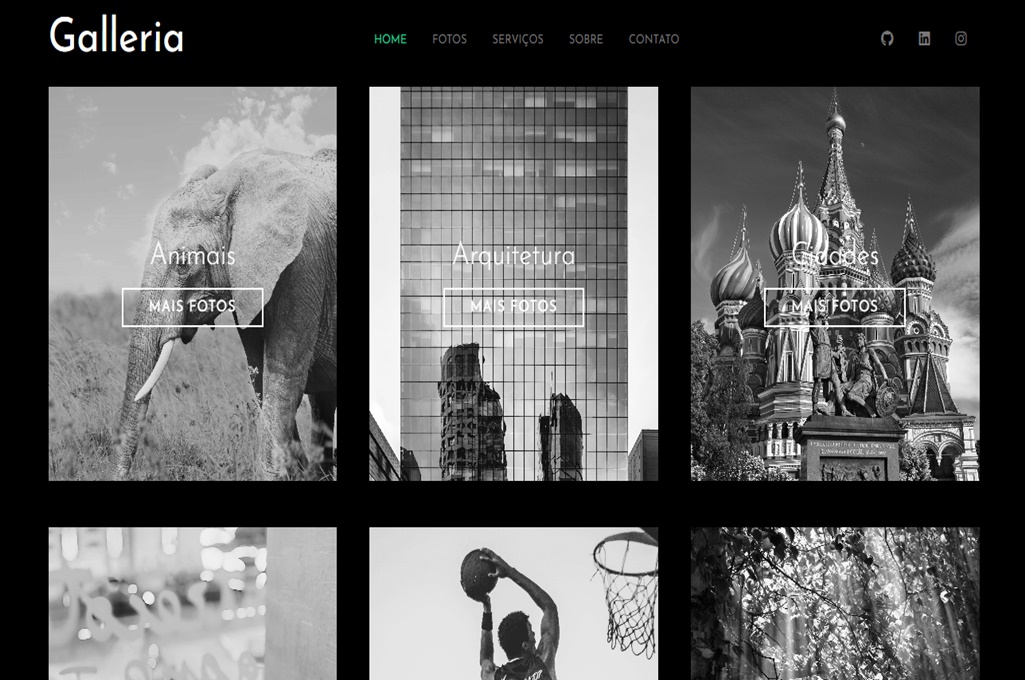 Galleria
HOME FOTOS SERVIÇOS SOBRE CONTATO
Animais
MAIS FOTOS
Arquitetura
MAIS FOTOS
Cidades
MAIS FOTOS